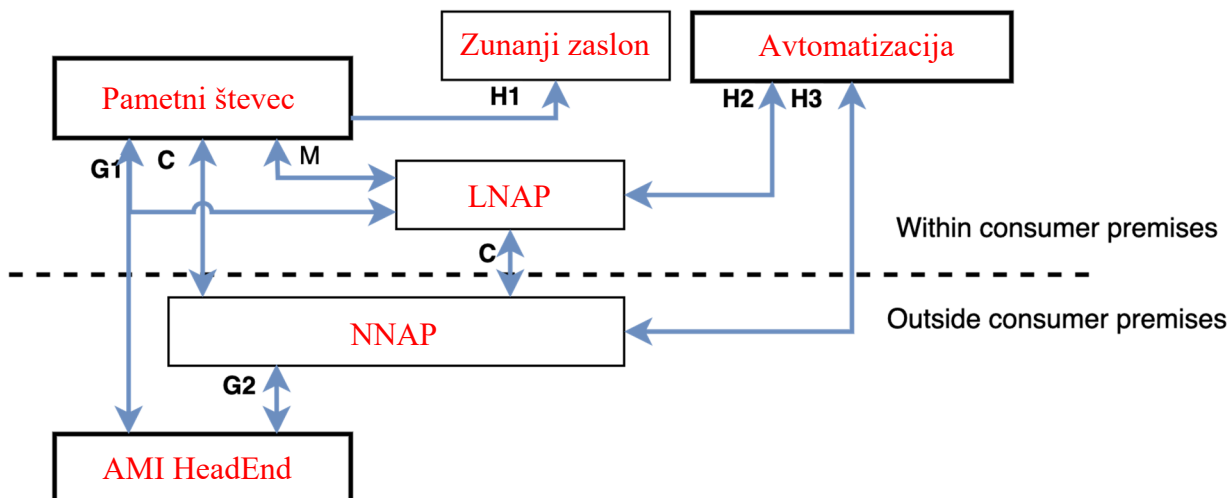 Zunanji zaslon
Avtomatizacija
Pametni števec
H1
H2
H3
G1
C
M
LNAP
Within consumer premises
C
Outside consumer premises
NNAP
G2
AMI HeadEnd